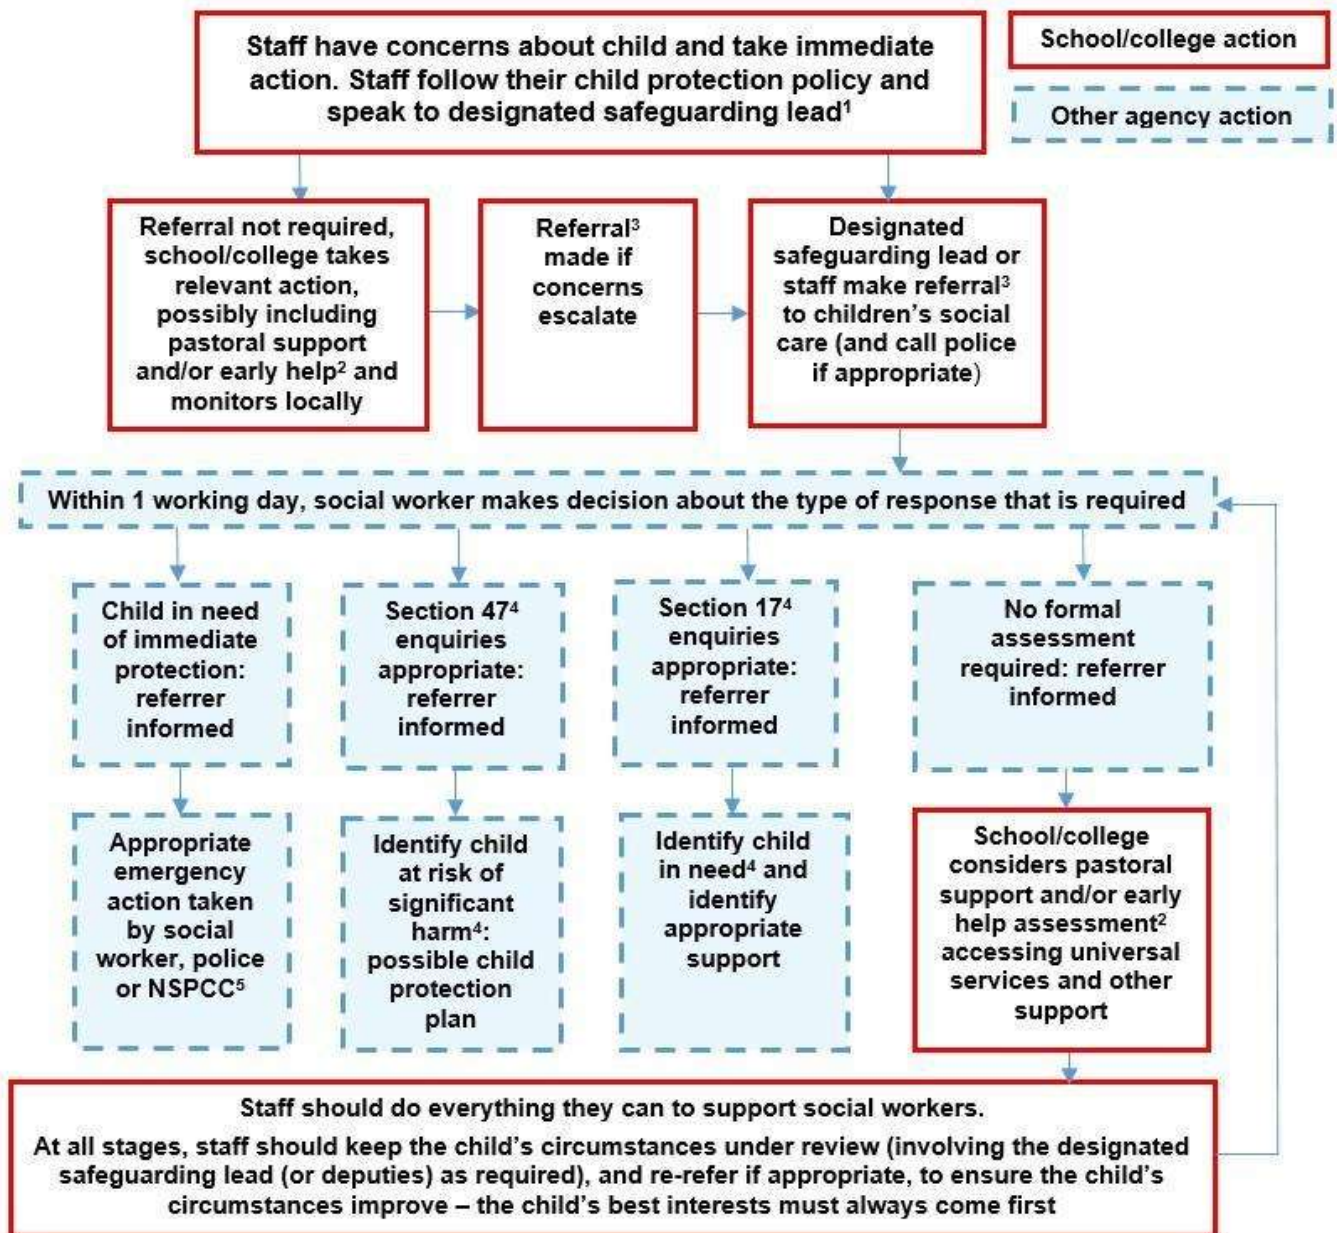 Staff have concerns about child and take immediate
action. Staff follow their child protection policy and
speak to designated safeguarding lead¹
School/college action
Other agency action
Referral not required,
school/college takes
relevant action,
possibly including
pastoral support
and/or early help² and
monitors locally
Referral³
made if
concerns
escalate
Designated
safeguarding lead or
staff make referral³
to children’s social
care (and call police
if appropriate)
Within 1 working day, social worker makes decision about the type of response that is required
Child in need
of immediate
protection:
referrer
informed
Section 47⁴
enquiries
appropriate:
referrer
informed
Section 17⁴
enquiries
appropriate:
referrer
informed
No formal
assessment
required: referrer
informed
Appropriate
emergency
action taken
by social
worker, police
or NSPCC⁵
Identify child
at risk of
significant
harm⁴:
possible child
protection
plan
Identify child
in need⁴ and
identify
appropriate
support
School/college
considers pastoral
support and/or early
help assessment²
accessing universal
services and other
support
Staff should do everything they can to support social workers.
At all stages, staff should keep the child’s circumstances under review (involving the designated
safeguarding lead (or deputies) as required), and re-refer if appropriate, to ensure the child’s
circumstances improve – the child’s best interests must always come first